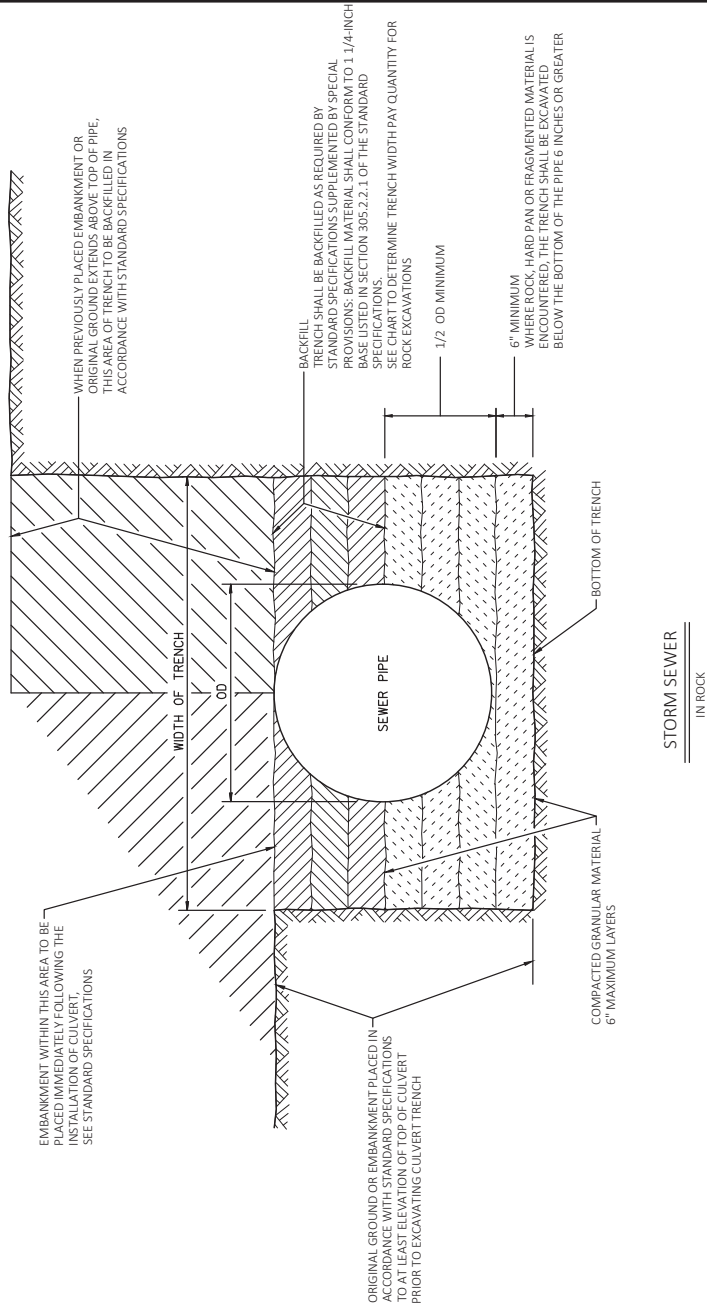 EMBANKMENT WITHIN THIS AREA TO BE
PLACED IMMEDIATELY FOLLOWING THE
INSTALLATION OF CULVERT,
SEE STANDARD SPECIFICATIONS
WHEN PREVIOUSLY PLACED EMBANKMENT OR
ORIGINAL GROUND EXTENDS ABOVE TOP OF PIPE,
THIS AREA OF TRENCH TO BE BACKFILLED IN
ACCORDANCE WITH STANDARD SPECIFICATIONS
WIDTH OF TRENCH
OD
SEWER PIPE
BACKFILL
TRENCH SHALL BE BACKFILLED AS REQUIRED BY
STANDARD SPECIFICATIONS SUPPLEMENTED BY SPECIAL
PROVISIONS: BACKFILL MATERIAL SHALL CONFORM TO 1 1/4-INCH
BASE LISTED IN SECTION 305.2.2.1 OF THE STANDARD
SPECIFICATIONS.
SEE CHART TO DETERMINE TRENCH WIDTH PAY QUANTITY FOR
ROCK EXCAVATIONS
1/2 OD MINIMUM
6" MINIMUM
WHERE ROCK, HARD PAN OR FRAGMENTED MATERIAL IS
ENCOUNTERED, THE TRENCH SHALL BE EXCAVATED
BELOW THE BOTTOM OF THE PIPE 6 INCHES OR GREATER
ORIGINAL GROUND OR EMBANKMENT PLACED IN
ACCORDANCE WITH STANDARD SPECIFICATIONS
TO AT LEAST ELEVATION OF TOP OF CULVERT
PRIOR TO EXCAVATING CULVERT TRENCH
COMPACTED GRANULAR MATERIAL
6" MAXIMUM LAYERS
BOTTOM OF TRENCH
STORM SEWER
IN ROCK